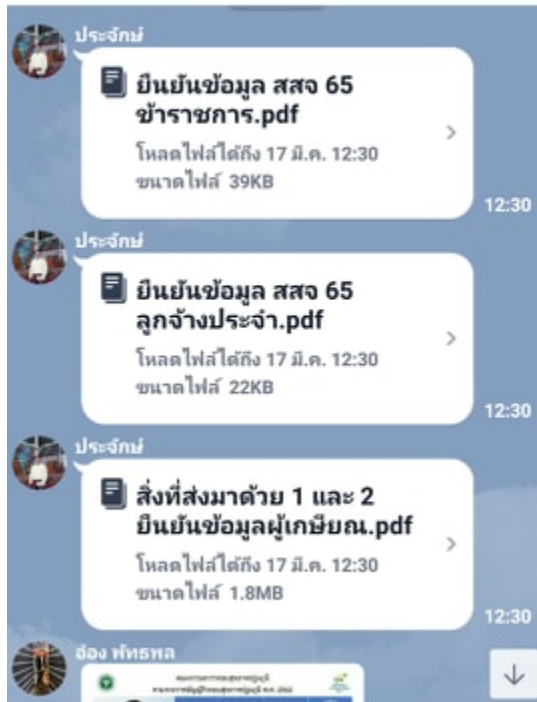 ประจักษ์
ยืนยันข้อมูล สสจ 65
ข้าราชการ.pdf
โหลดไฟล์ได้ถึง 17 มี.ค. 12:30
ขนาดไฟล์ 39KB
12:30
ประจักษ์
ยืนยันข้อมูล สสจ 65
ลูกจ้างประจำ.pdf
โหลดไฟล์ได้ถึง 17 มี.ค. 12:30
ขนาดไฟล์ 22KB
12:30
ประจักษ์
สิ่งที่ส่งมาด้วย 1 และ 2
ยืนยันข้อมูลผู้เกษียณ.pdf
โหลดไฟล์ได้ถึง 17 มี.ค. 12:30
ขนาดไฟล์ 1.8MB
12:30
ฮ่อง พัทธพล